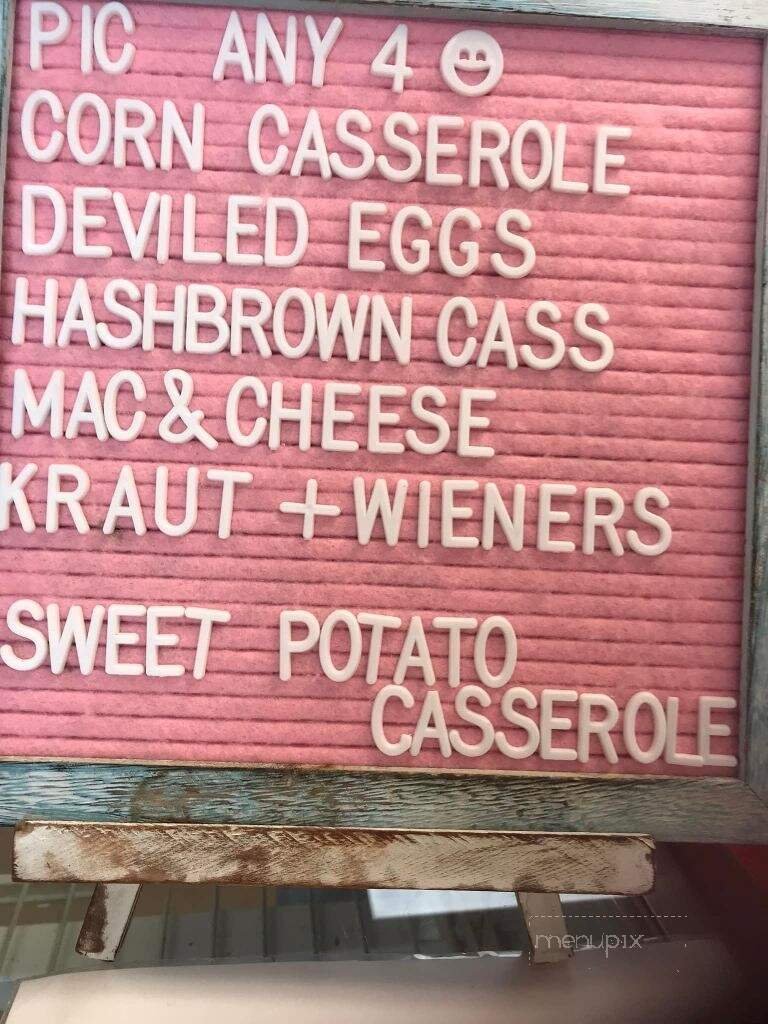 PIC ANY 4
CORN CASSEROLE
DEVILED EGGS
HASHBROWN CASS
MAC & CHEESE
KRAUT + WIENERS
SWEET POTATO
CASSEROLE
menupix